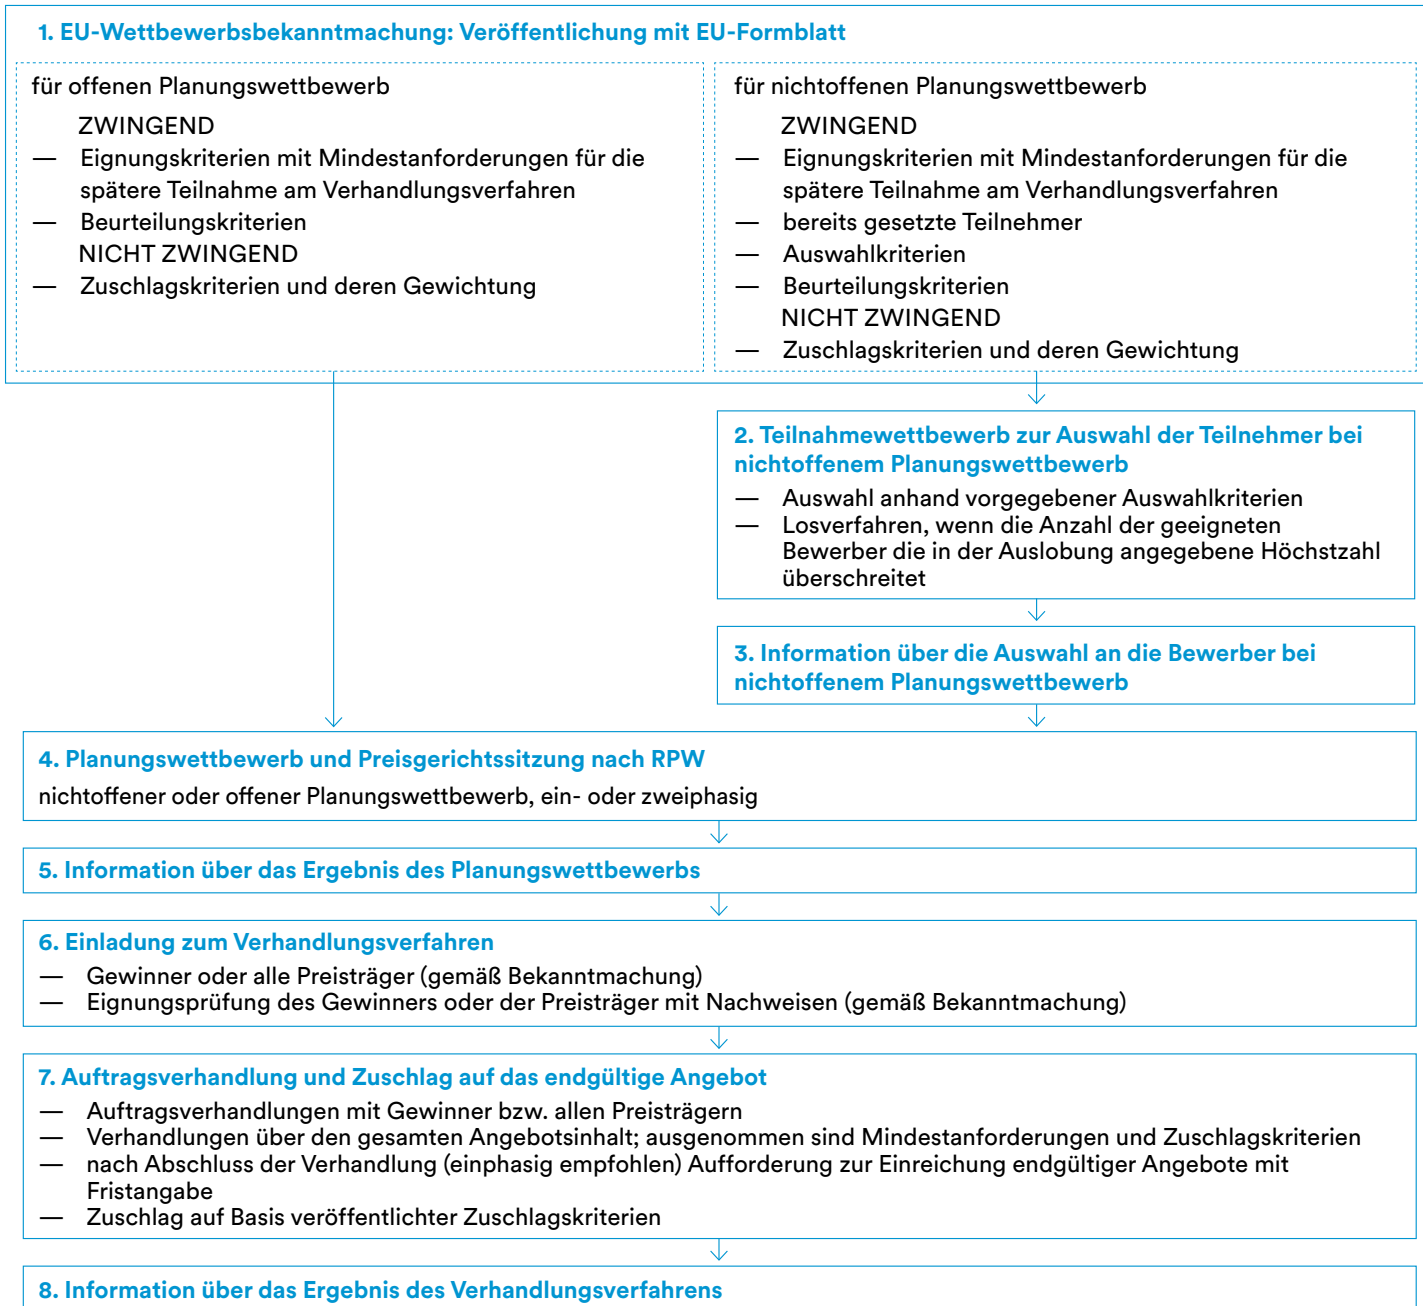 1. EU-Wettbewerbsbekanntmachung: Veröffentlichung mit EU-Formblatt
für offenen Planungswettbewerb
ZWINGEND
— Eignungskriterien mit Mindestanforderungen für die
spätere Teilnahme am Verhandlungsverfahren
— Beurteilungskriterien
NICHT ZWINGEND
— Zuschlagskriterien und deren Gewichtung
für nichtoffenen Planungswettbewerb
ZWINGEND
— Eignungskriterien mit Mindestanforderungen für die
spätere Teilnahme am Verhandlungsverfahren
— bereits gesetzte Teilnehmer
— Auswahlkriterien
— Beurteilungskriterien
NICHT ZWINGEND
— Zuschlagskriterien und deren Gewichtung
2. Teilnahmewettbewerb zur Auswahl der Teilnehmer bei
nichtoffenem Planungswettbewerb
— Auswahl anhand vorgegebener Auswahlkriterien
— Losverfahren, wenn die Anzahl der geeigneten
Bewerber die in der Auslobung angegebene Höchstzahl
überschreitet
3. Information über die Auswahl an die Bewerber bei
nichtoffenem Planungswettbewerb
4. Planungswettbewerb und Preisgerichtssitzung nach RPW
nichtoffener oder offener Planungswettbewerb, ein- oder zweiphasig
5. Information über das Ergebnis des Planungswettbewerbs
6. Einladung zum Verhandlungsverfahren
— Gewinner oder alle Preisträger (gemäß Bekanntmachung)
— Eignungsprüfung des Gewinners oder der Preisträger mit Nachweisen (gemäß Bekanntmachung)
7. Auftragsverhandlung und Zuschlag auf das endgültige Angebot
— Auftragsverhandlungen mit Gewinner bzw. allen Preisträgern
— Verhandlungen über den gesamten Angebotsinhalt; ausgenommen sind Mindestanforderungen und Zuschlagskriterien
— nach Abschluss der Verhandlung (einphasig empfohlen) Aufforderung zur Einreichung endgültiger Angebote mit
Fristangabe
— Zuschlag auf Basis veröffentlichter Zuschlagskriterien
8. Information über das Ergebnis des Verhandlungsverfahrens